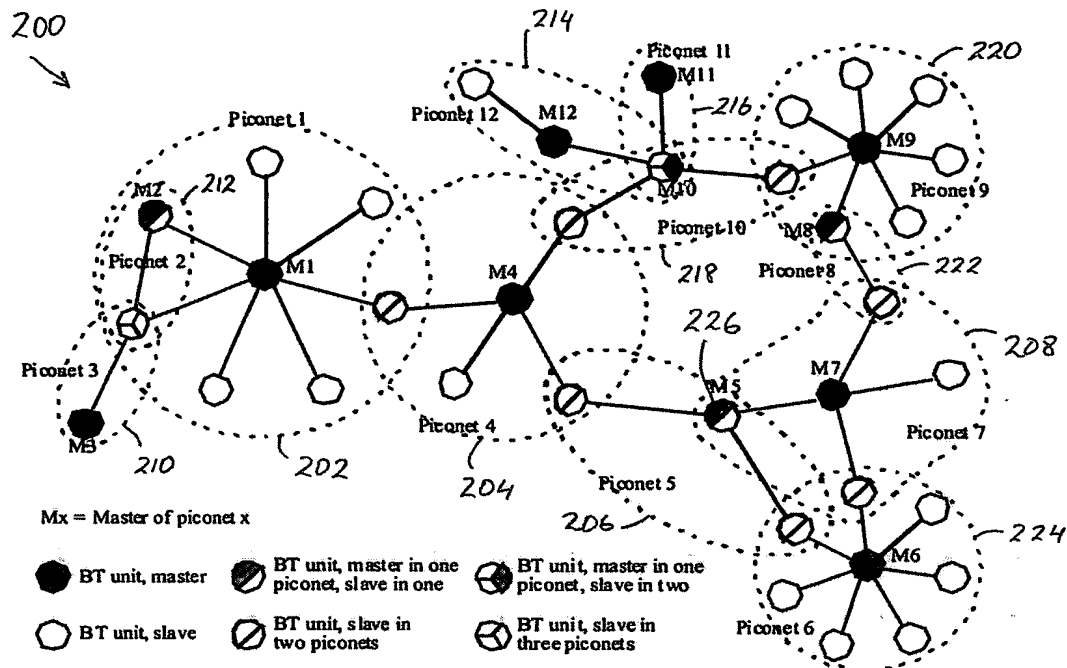 200
214
Piconet 11
M11
220
Piconet 12
M12
216
Piconet 1
M9
M2
212
M10
Piconet 9
Piconet 10
M8
Piconet 2
M1
218
Piconet 8
222
M4
226
208
Piconet 3
M5
M7
M3
Piconet 4
Piconet 7
210
202
204
Piconet 5
206
224
M6
Piconet 6
Mx = Master of piconet x
BT unit, master
BT unit, master in one
piconet, slave in one
BT unit, master in one
piconet, slave in two
BT unit, slave
BT unit, slave in
two piconets
BT unit, slave in
three piconets